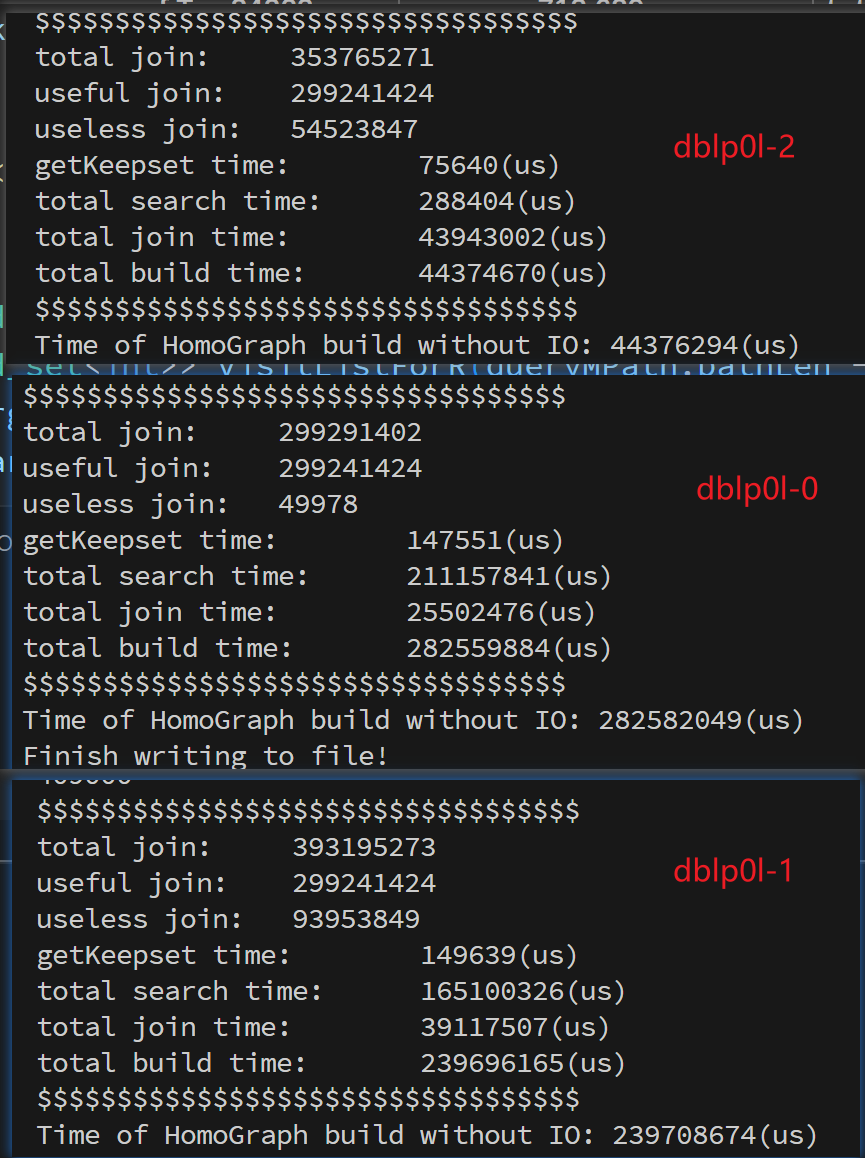 $$$$$$$$$$$$$$$$$$$$$$$$$$$$$$$$$$
total join: 353765271
useful join: 299241424
useless join: 54523847
dblp0l-2
getKeepset time: 75640(us)
total search time: 288404(us)
total join time: 43943002(us)
total build time: 44374670(us)
$$$$$$$$$$$$$$$$$$$$$$$$$$$$$$$$$$
Time of HomoGraph build without IO: 44376294(us)
$$$$$$$$$$$$$$$$$$$$$$$$$$$$$$$$$$
total join: 299291402
useful join: 299241424
dblp0l-0
useless join: 49978
getKeepset time: 147551(us)
total search time: 211157841(us)
total join time: 25502476(us)
total build time: 282559884(us)
$$$$$$$$$$$$$$$$$$$$$$$$$$$$$$$$$$
Time of HomoGraph build without IO: 282582049(us)
Finish writing to file!
$$$$$$$$$$$$$$$$$$$$$$$$$$$$$$$$$$
total join: 393195273
dblp0l-1
useful join: 299241424
useless join: 93953849
getKeepset time: 149639(us)
total search time: 165100326(us)
total join time: 39117507(us)
total build time: 239696165(us)
$$$$$$$$$$$$$$$$$$$$$$$$$$$$$$$$$$
Time of HomoGraph build without IO: 239708674(us)